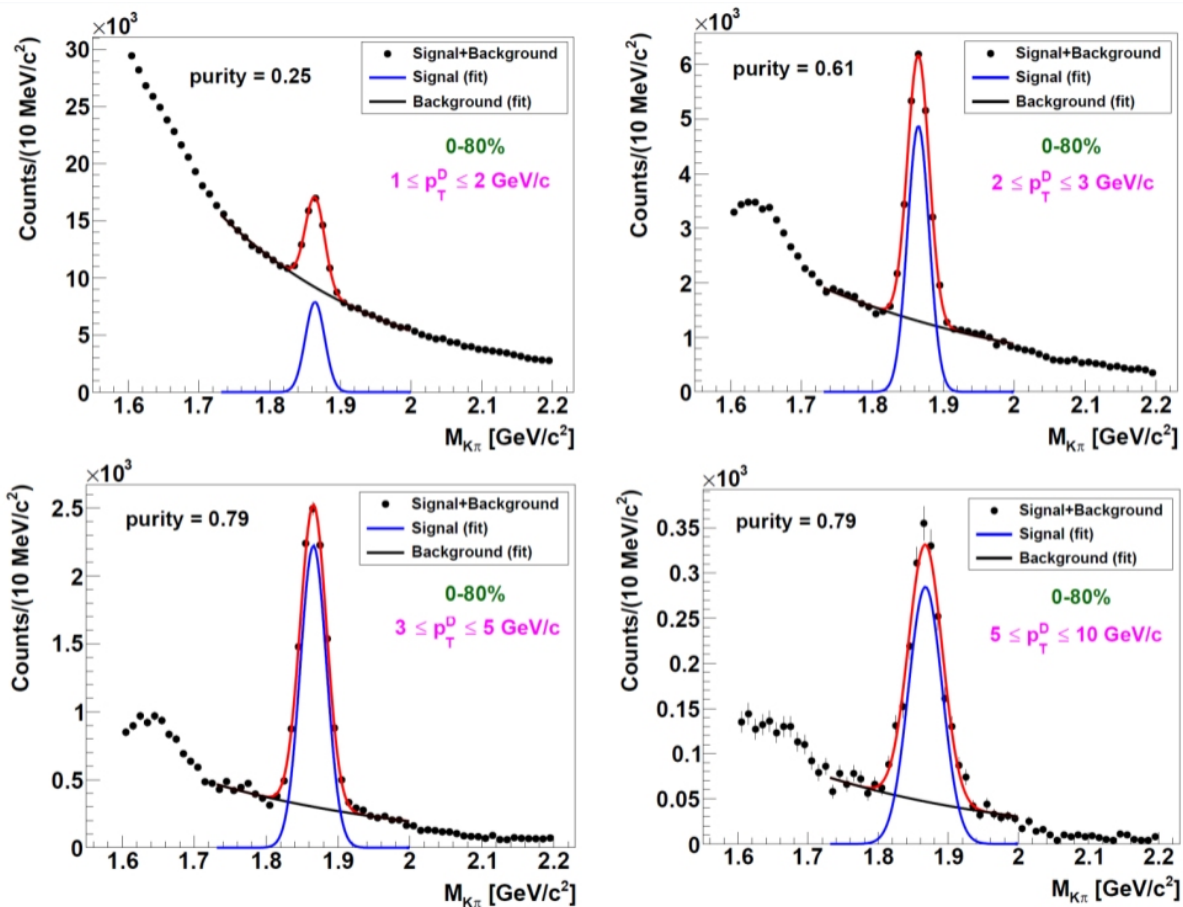 ×10³
Counts/(10 MeV/c²)
30
25
20
15
10
5
0
purity = 0.25
Signal+Background
Signal (fit)
Background (fit)
0-80%
1 ≤ p_T^D ≤ 2 GeV/c
1.6 1.7 1.8 1.9 2 2.1 2.2
M_Kπ [GeV/c²]
×10³
Counts/(10 MeV/c²)
6
5
4
3
2
1
0
purity = 0.61
Signal+Background
Signal (fit)
Background (fit)
0-80%
2 ≤ p_T^D ≤ 3 GeV/c
1.6 1.7 1.8 1.9 2 2.1 2.2
M_Kπ [GeV/c²]
×10³
Counts/(10 MeV/c²)
2.5
2
1.5
1
0.5
0
purity = 0.79
Signal+Background
Signal (fit)
Background (fit)
0-80%
3 ≤ p_T^D ≤ 5 GeV/c
1.6 1.7 1.8 1.9 2 2.1 2.2
M_Kπ [GeV/c²]
×10³
Counts/(10 MeV/c²)
0.35
0.3
0.25
0.2
0.15
0.1
0.05
0
purity = 0.79
Signal+Background
Signal (fit)
Background (fit)
0-80%
5 ≤ p_T^D ≤ 10 GeV/c
1.6 1.7 1.8 1.9 2 2.1 2.2
M_Kπ [GeV/c²]